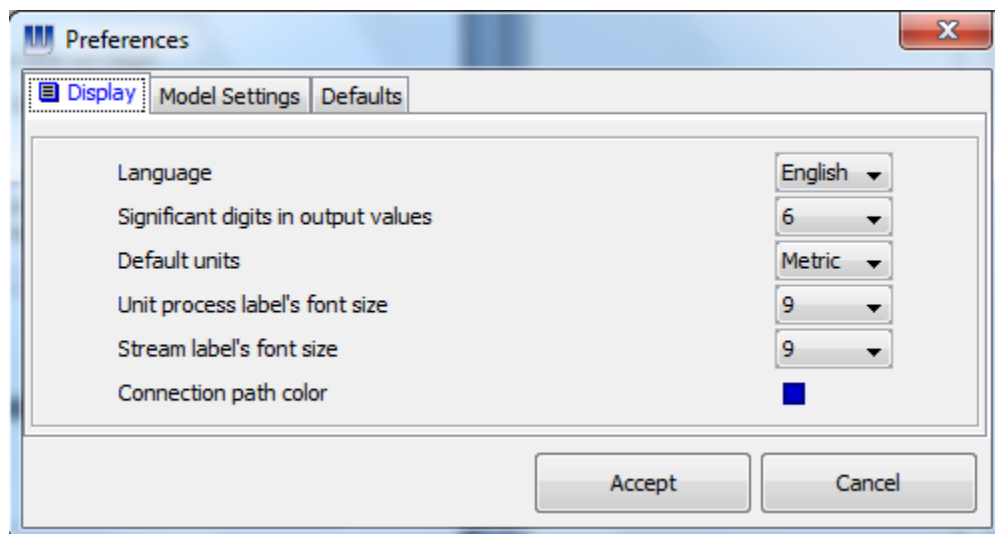 Preferences
Display Model Settings Defaults
Language English
Significant digits in output values 6
Default units Metric
Unit process label's font size 9
Stream label's font size 9
Connection path color
Accept Cancel